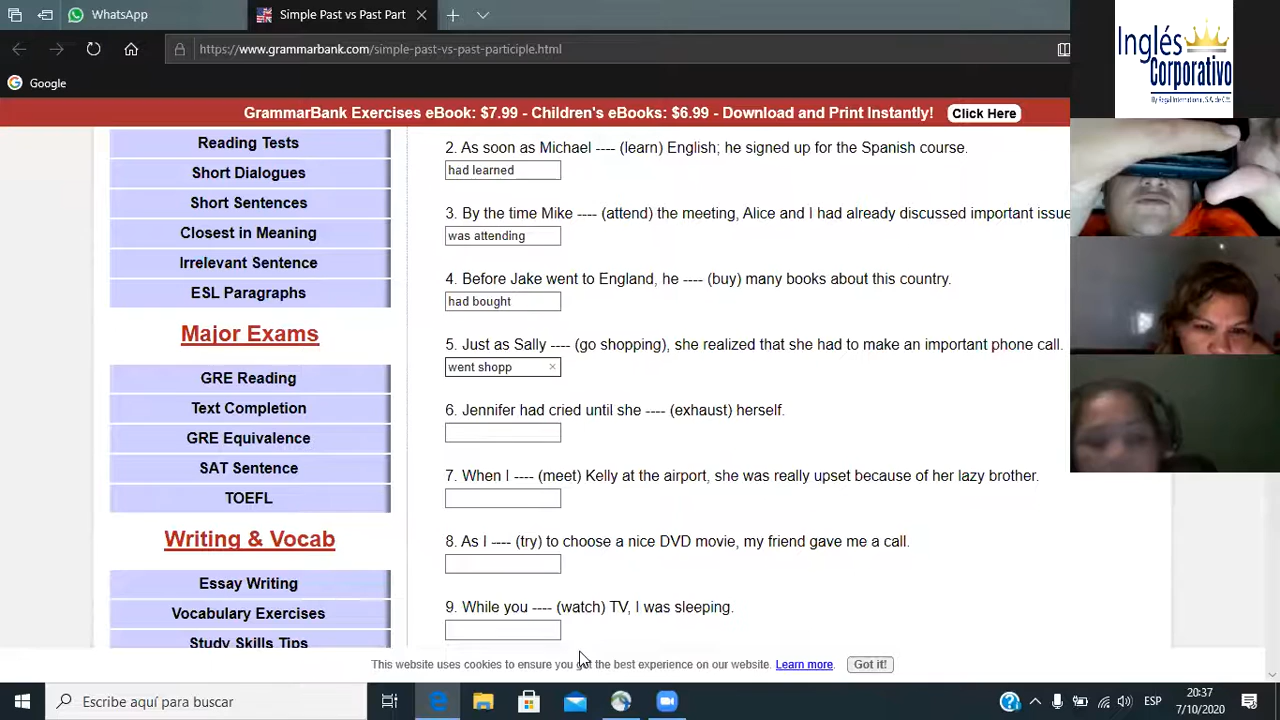 WhatsApp
Simple Past vs Past Part
https://www.grammarbank.com/simple-past-vs-past-participle.html
Google
GrammarBank Exercises eBook: $7.99 - Children's eBooks: $6.99 - Download and Print Instantly! Click Here
Reading Tests
Short Dialogues
Short Sentences
Closest in Meaning
Irrelevant Sentence
ESL Paragraphs
Major Exams
GRE Reading
Text Completion
GRE Equivalence
SAT Sentence
TOEFL
Writing & Vocab
Essay Writing
Vocabulary Exercises
Study Skills Tips
2. As soon as Michael ---- (learn) English; he signed up for the Spanish course.
had learned
3. By the time Mike ---- (attend) the meeting, Alice and I had already discussed important issue
was attending
4. Before Jake went to England, he ---- (buy) many books about this country.
had bought
5. Just as Sally ---- (go shopping), she realized that she had to make an important phone call.
went shopp
6. Jennifer had cried until she ---- (exhaust) herself.
7. When I ---- (meet) Kelly at the airport, she was really upset because of her lazy brother.
8. As I ---- (try) to choose a nice DVD movie, my friend gave me a call.
9. While you ---- (watch) TV, I was sleeping.
This website uses cookies to ensure you get the best experience on our website. Learn more. Got it!
Inglés
Corporativo
By Regal International, S.A. de C.V.
Escribe aquí para buscar
ESP
20:37
7/10/2020